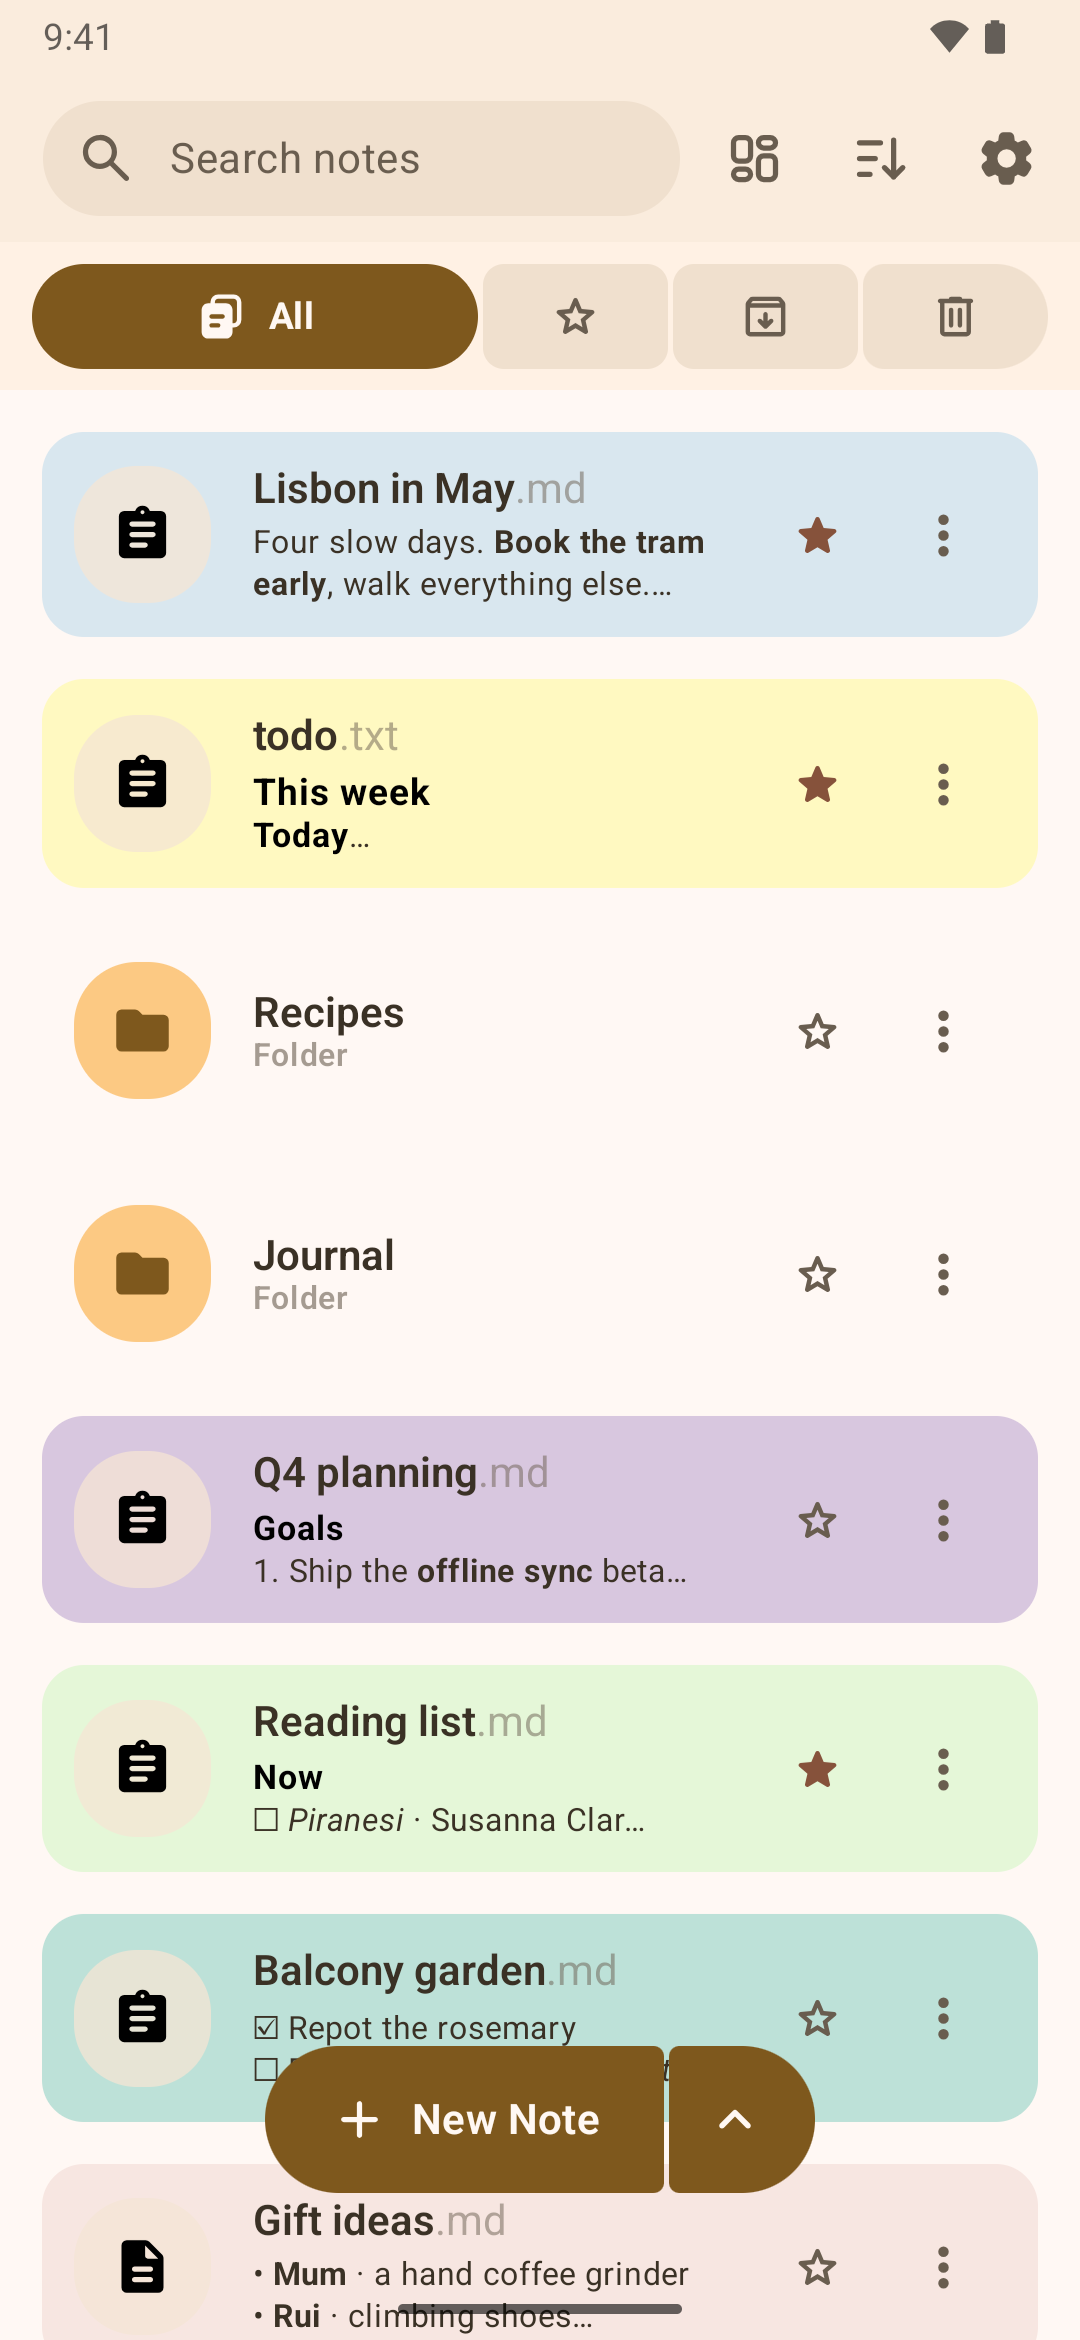 9:41
Search notes
All
Lisbon in May.md
Four slow days. Book the tram
early, walk everything else.…
todo.txt
This week
Today…
Recipes
Folder
Journal
Folder
Q4 planning.md
Goals
1. Ship the offline sync beta…
Reading list.md
Now
☐ Piranesi · Susanna Clar…
Balcony garden.md
☑ Repot the rosemary
☐
New Note
Gift ideas.md
• Mum · a hand coffee grinder
• Rui · climbing shoes…